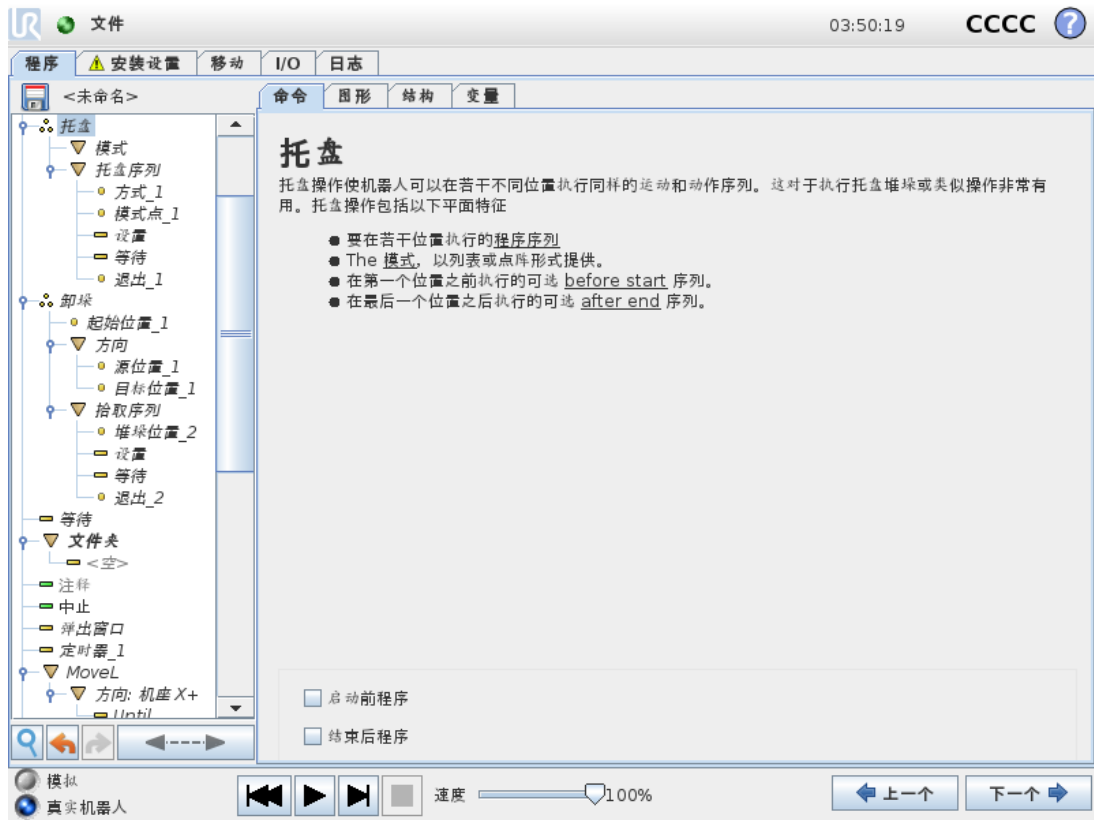 UR 文件 03:50:19 CCCC ?
程序 安装设置 移动 I/O 日志
<未命名>
命令 图形 结构 变量
托盘
模式
托盘序列
方式_1
模式点_1
设置
等待
退出_1
卸垛
起始位置_1
方向
源位置_1
目标位置_1
拾取序列
堆垛位置_2
设置
等待
退出_2
等待
文件夹
<空>
注释
中止
弹出窗口
定时器_1
MoveL
方向: 机座 X+
Until
托盘
托盘操作使机器人可以在若干不同位置执行同样的运动和动作序列。这对于执行托盘堆垛或类似操作非常有
用。托盘操作包括以下平面特征
● 要在若干位置执行的程序序列
● The 模式, 以列表或点阵形式提供。
● 在第一个位置之前执行的可选 before start 序列。
● 在最后一个位置之后执行的可选 after end 序列。
启动前程序
结束后程序
模拟
真实机器人
速度 100%
上一个 下一个